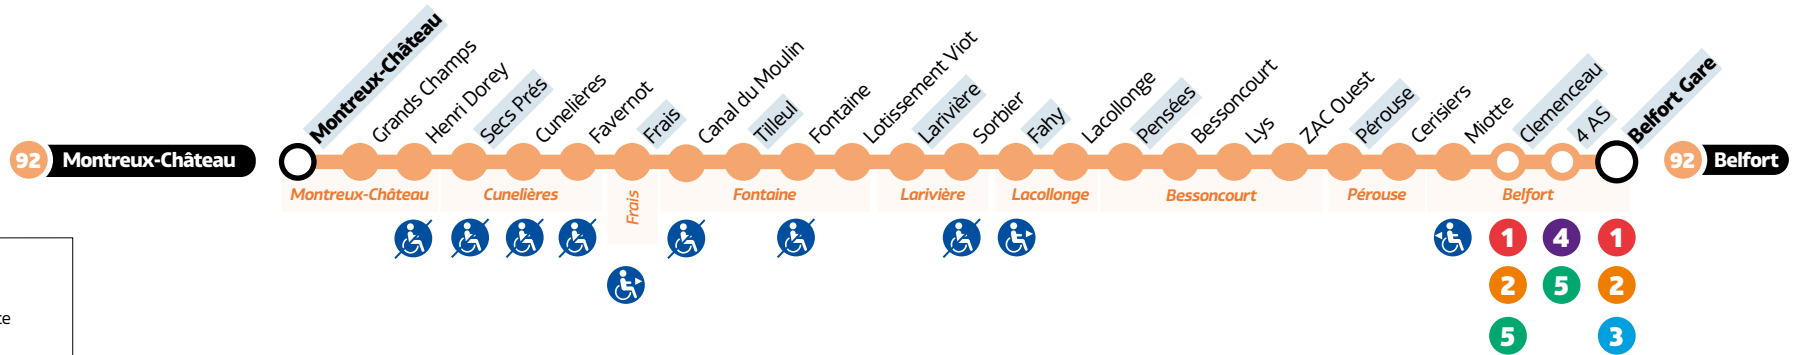 92 Montreux-Château
Montreux-Château
Grands Champs
Henri Dorey
Secs Prés
Cunelières
Favernot
Frais
Canal du Moulin
Tilleul
Fontaine
Lotissement Viot
Larivière
Sorbier
Fahy
Lacollonge
Pensées
Bessoncourt
Lys
ZAC Ouest
Pérouse
Cerisiers
Miotte
Clemenceau
4 AS
Belfort Gare
92 Belfort
Montreux-Château
Cunelières
Frais
Fontaine
Larivière
Lacollonge
Bessoncourt
Pérouse
Belfort
1 4 1
2 5 2
5 3